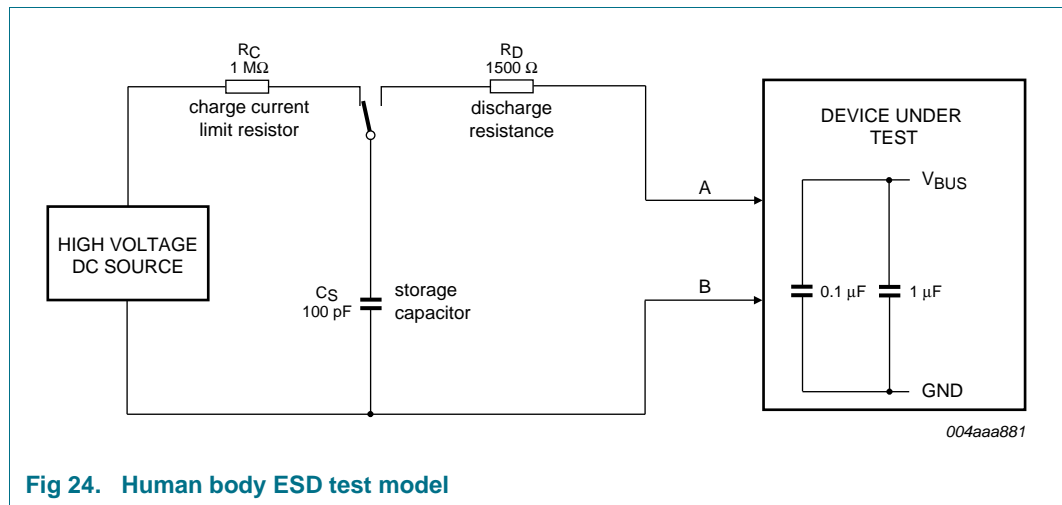 RC
1 MΩ
charge current
limit resistor
RD
1500 Ω
discharge
resistance
DEVICE UNDER
TEST
A
VBUS
HIGH VOLTAGE
DC SOURCE
CS
100 pF
storage
capacitor
B
0.1 μF
1 μF
GND
004aaa881
Fig 24. Human body ESD test model